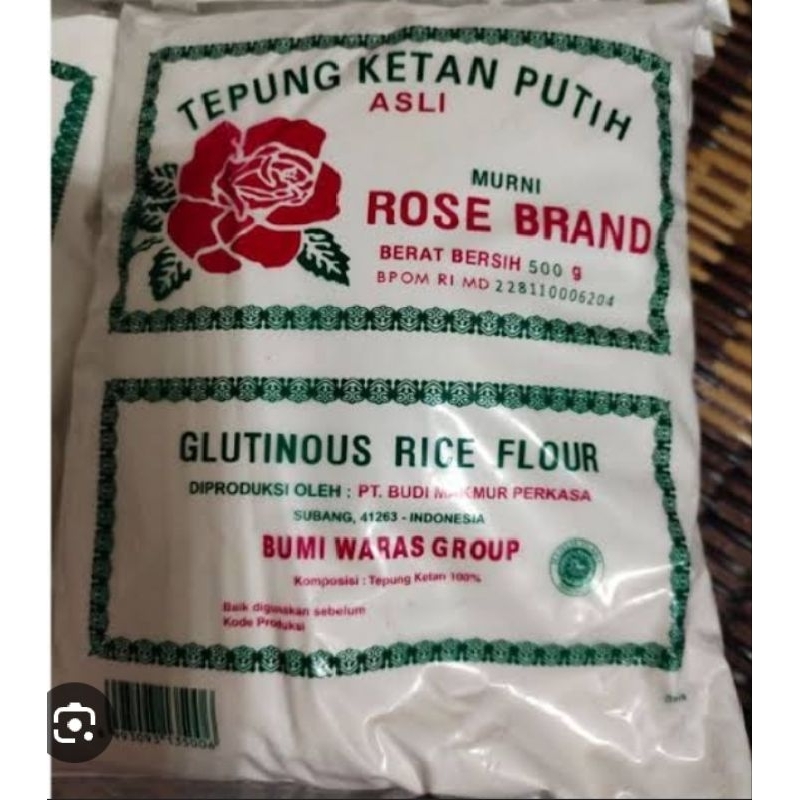 TEPUNG KETAN PUTIH
ASLI
MURNI
ROSE BRAND
BERAT BERSIH 500 g
BPOM RI MD 228110006204
GLUTINOUS RICE FLOUR
DIPRODUKSI OLEH : PT. BUDI MAKMUR PERKASA
SUBANG, 41263 - INDONESIA
BUMI WARAS GROUP
Komposisi : Tepung Ketan 100%
Baik digunakan sebelum
Kode Produksi